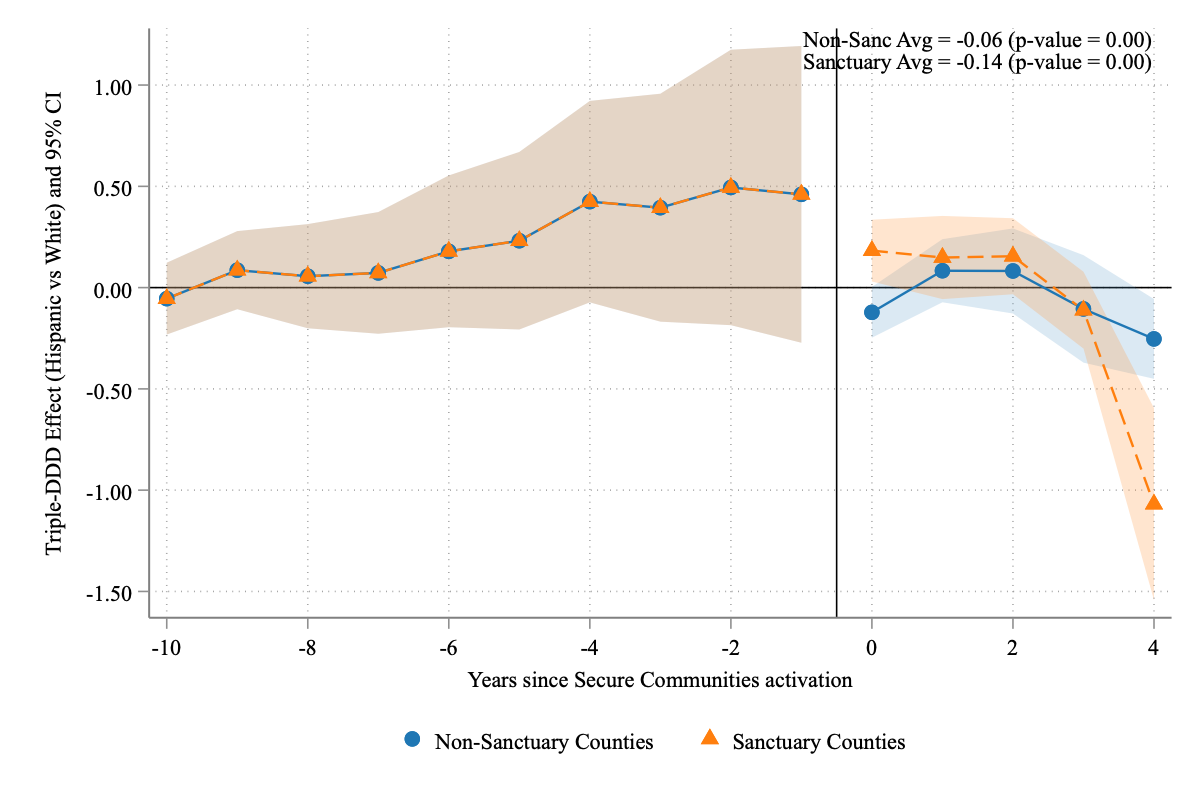 Non-Sanc Avg = -0.06 (p-value = 0.00)
Sanctuary Avg = -0.14 (p-value = 0.00)
Triple-DDD Effect (Hispanic vs White) and 95% CI
1.00
0.50
0.00
-0.50
-1.00
-1.50
-10 -8 -6 -4 -2 0 2 4
Years since Secure Communities activation
Non-Sanctuary Counties Sanctuary Counties